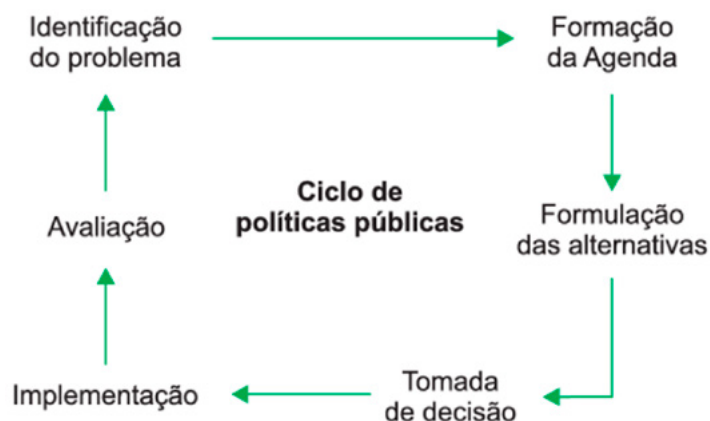 Identificação
do problema
Formação
da Agenda
Ciclo de
políticas públicas
Avaliação
Formulação
das alternativas
Implementação
Tomada
de decisão